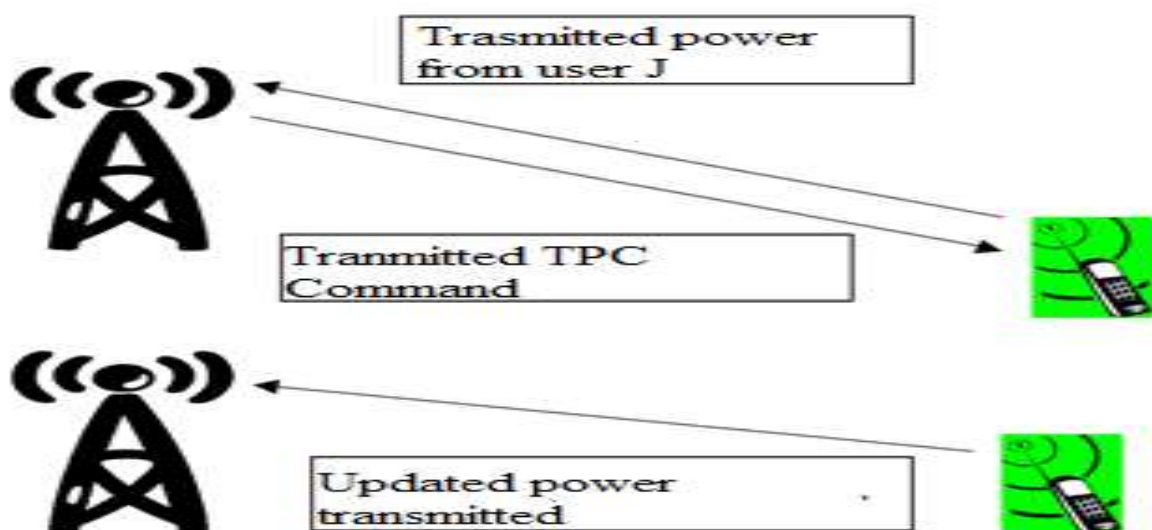 Trasmitted power
from user J
Tranmitted TPC
Command
Updated power
transmitted